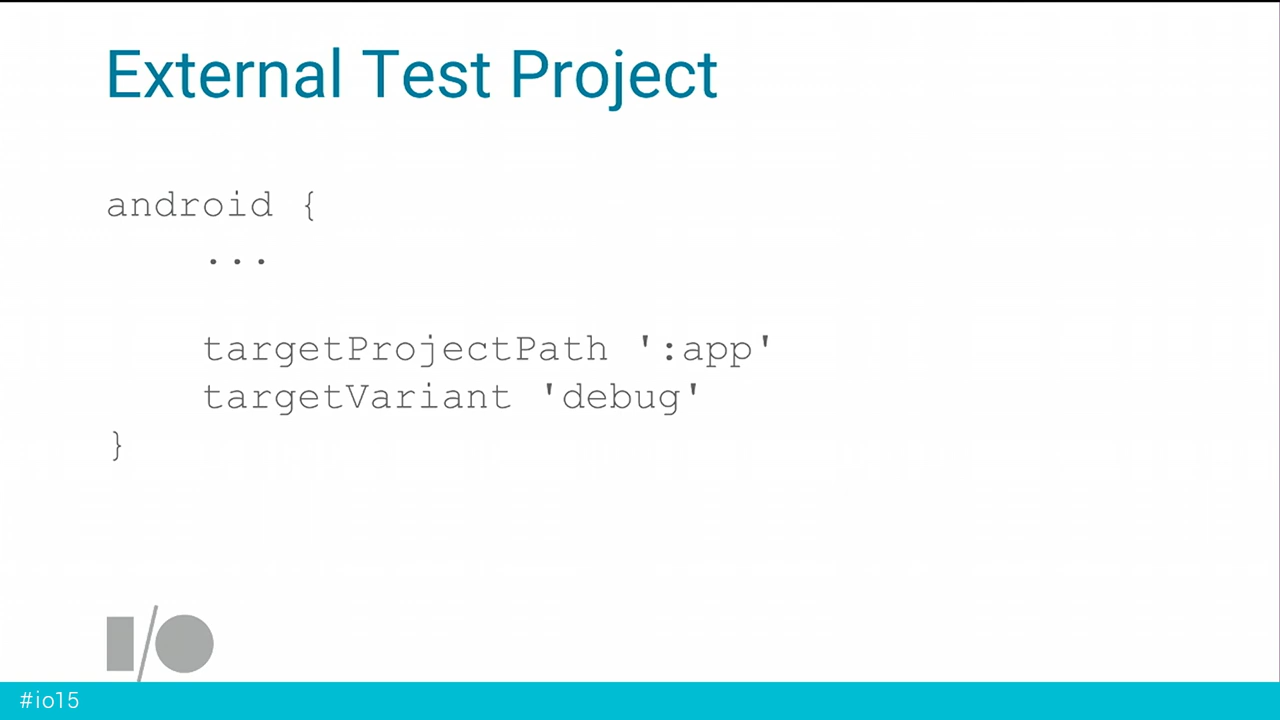 External Test Project
android {
...
targetProjectPath ':app'
targetVariant 'debug'
}
I/O
#io15